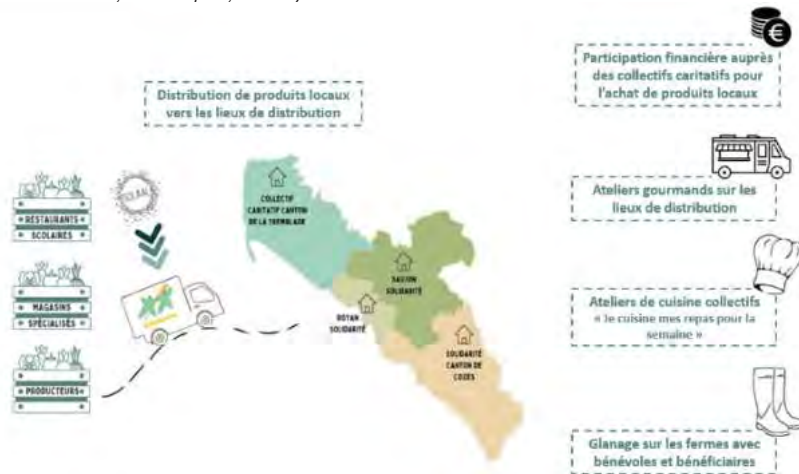 Participation financière auprès
des collectifs caritatifs pour
l'achat de produits locaux
Distribution de produits locaux
vers les lieux de distribution
COLLECTIF
CARITATIF CANTON
DE LA TREMBLADE
Ateliers gourmands sur les
lieux de distribution
RESTAURANTS
SCOLAIRES
SAUJON
SOLIDARITÉ
MAGASINS
SPÉCIALISÉS
ROYAN
SOLIDARITÉ
Ateliers de cuisine collectifs
« Je cuisine mes repas pour la
semaine »
SOLIDARITÉ
CANTON DE
COZES
PRODUCTEURS
Glanage sur les fermes avec
bénévoles et bénéficiaires